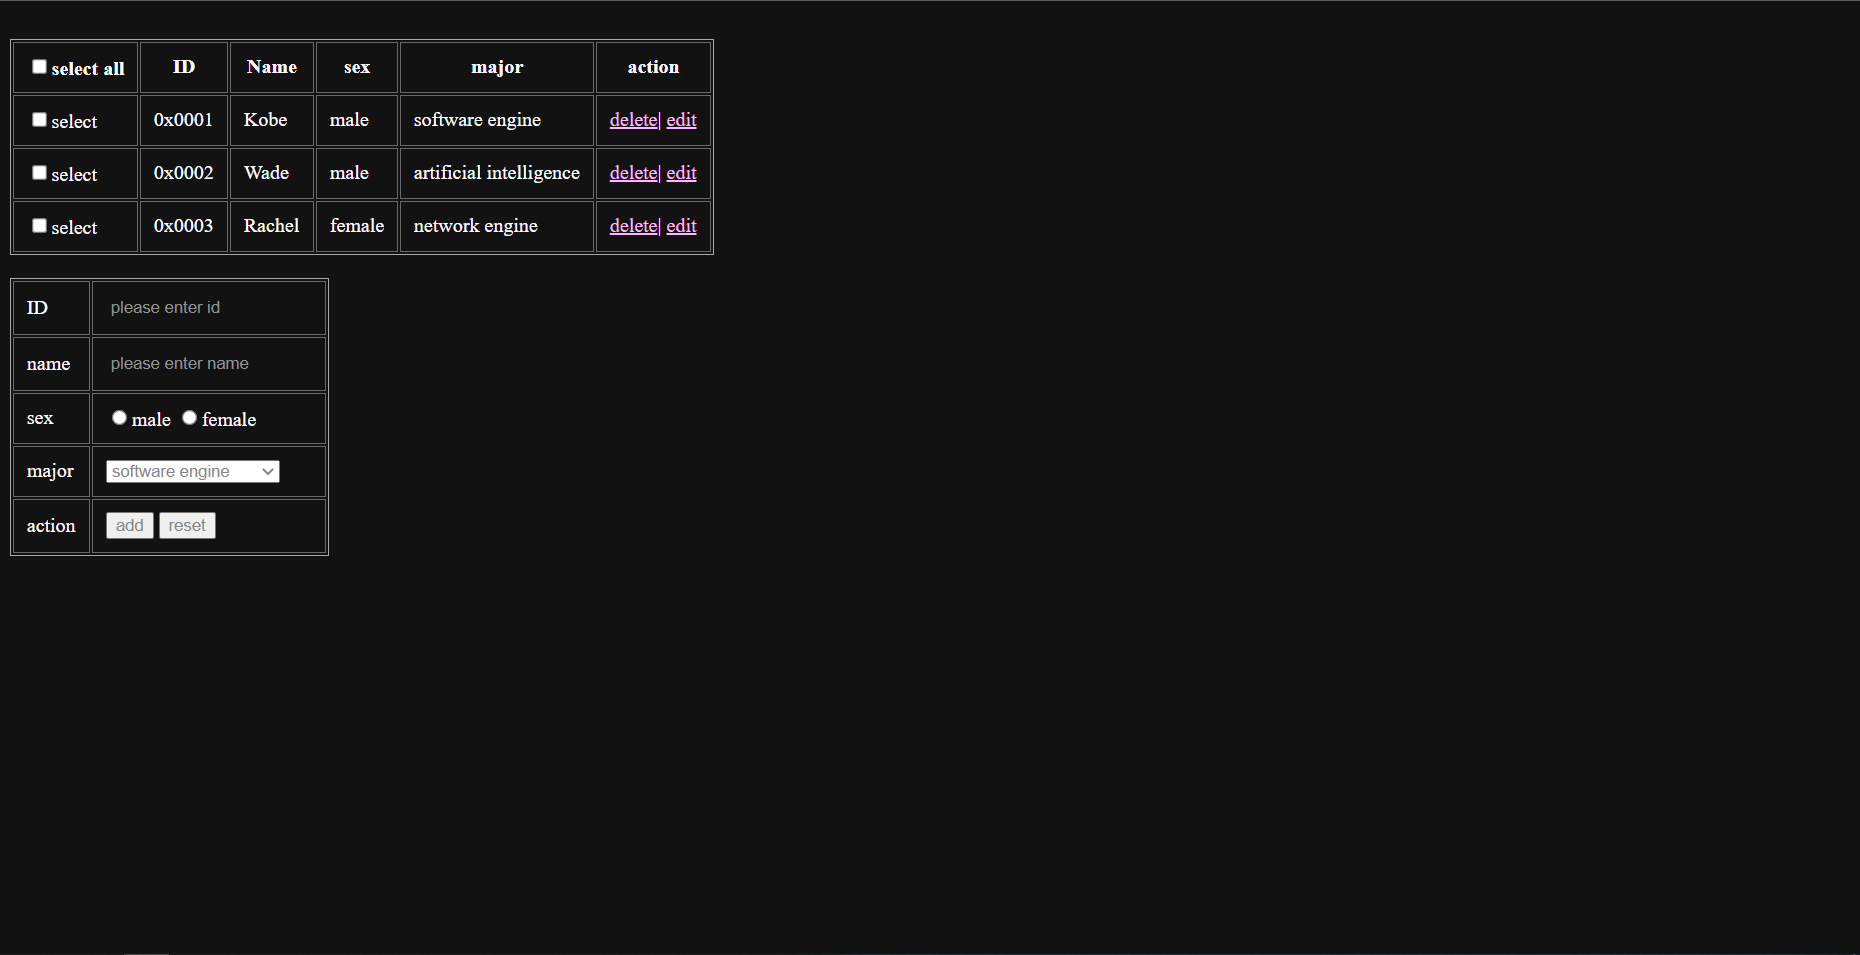 select all ID Name sex major action
select 0x0001 Kobe male software engine delete| edit
select 0x0002 Wade male artificial intelligence delete| edit
select 0x0003 Rachel female network engine delete| edit
ID please enter id
name please enter name
sex male female
major software engine
action add reset